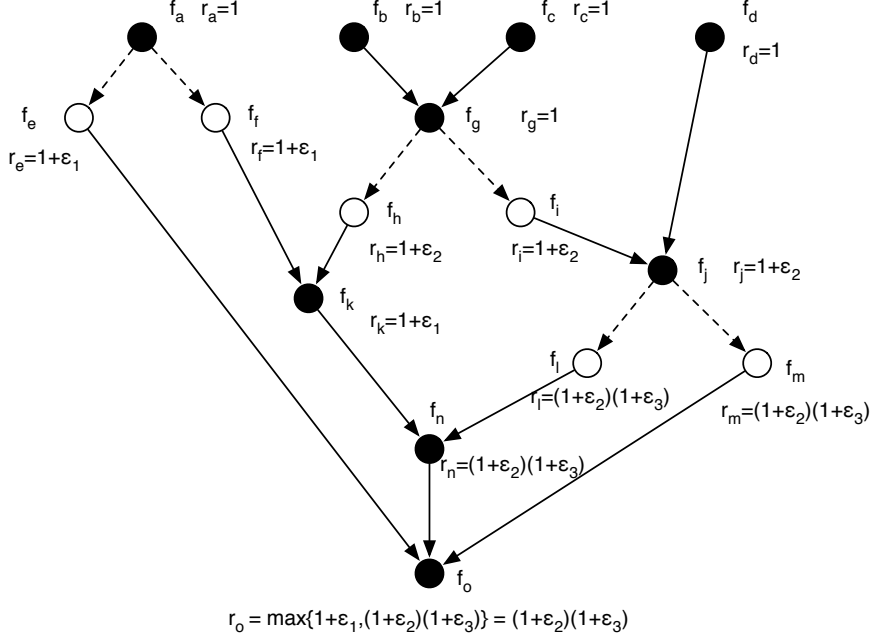 f_a r_a=1
f_b r_b=1
f_c r_c=1
f_d
r_d=1
f_e
r_e=1+ε_1
f_f
r_f=1+ε_1
f_g r_g=1
f_h
r_h=1+ε_2
f_i
r_i=1+ε_2
f_j r_j=1+ε_2
f_k
r_k=1+ε_1
f_l
r_l=(1+ε_2)(1+ε_3)
f_m
r_m=(1+ε_2)(1+ε_3)
f_n
r_n=(1+ε_2)(1+ε_3)
f_o
r_o = max{1+ε_1,(1+ε_2)(1+ε_3)} = (1+ε_2)(1+ε_3)